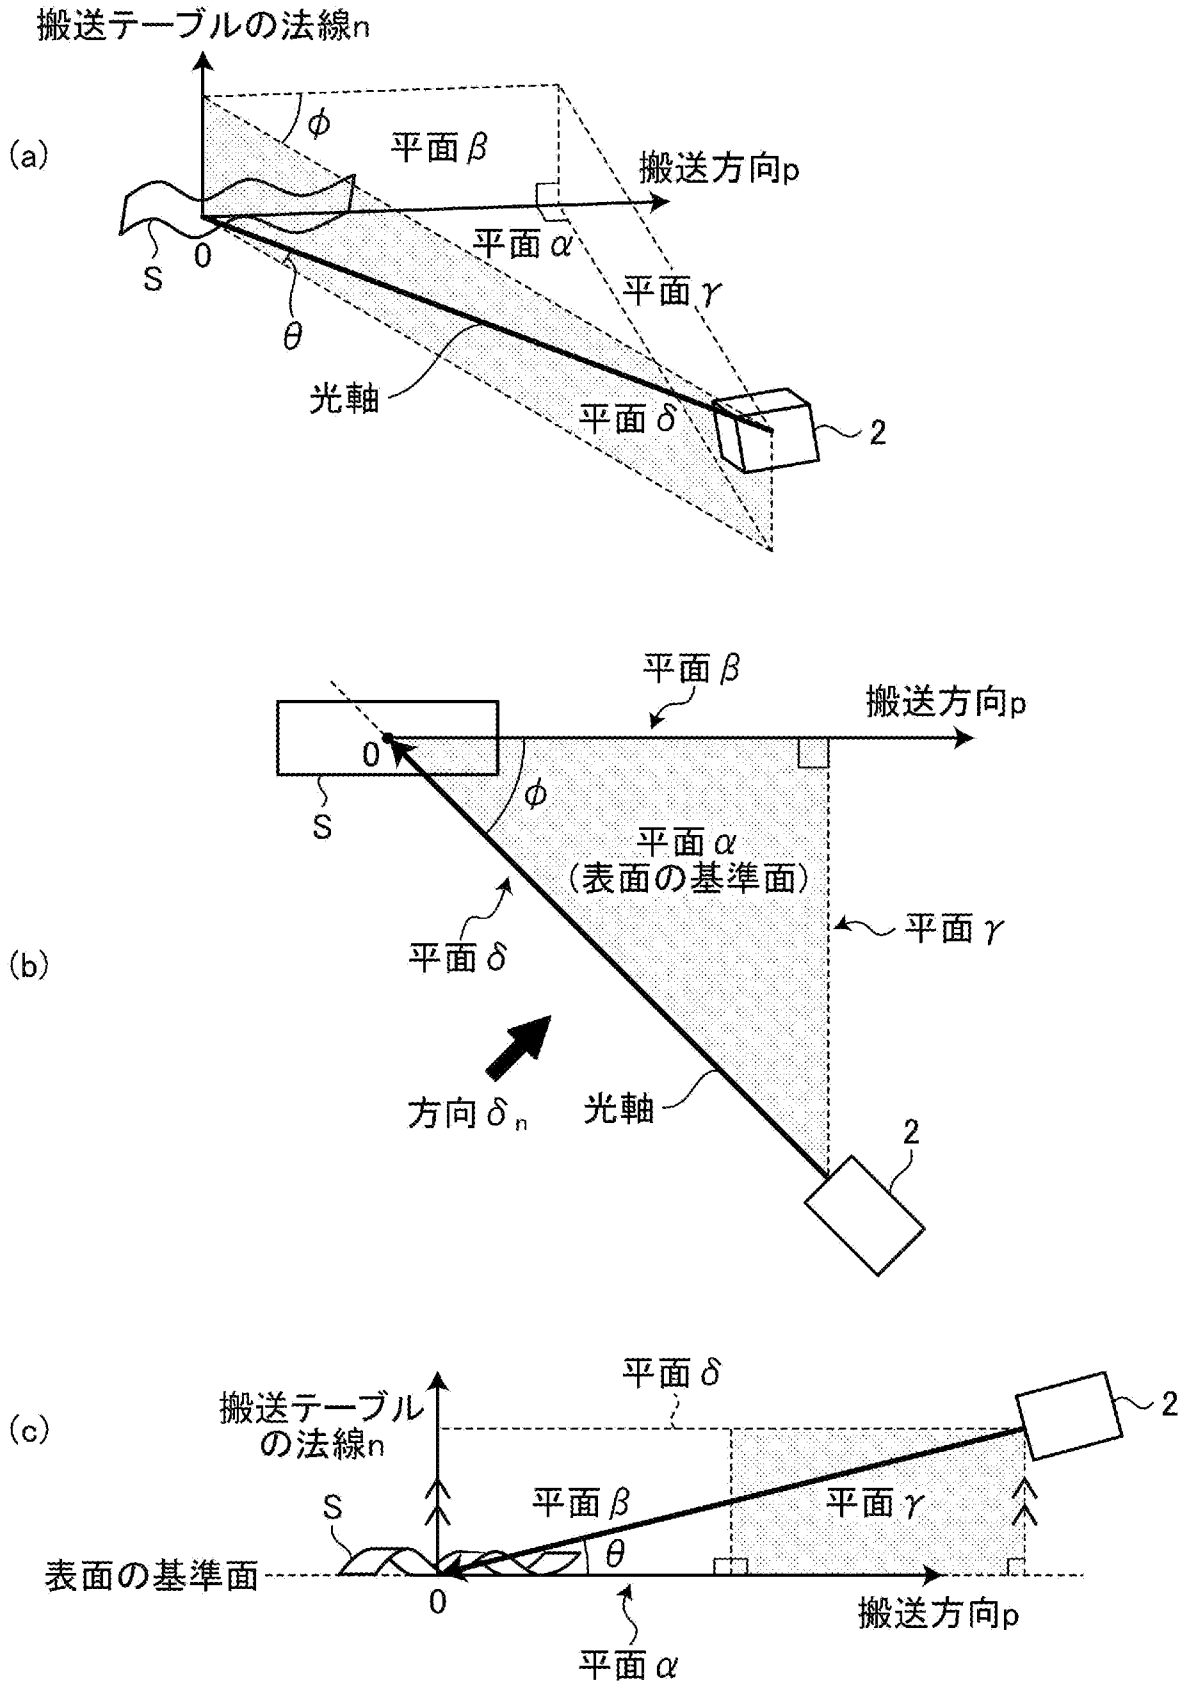 搬送テーブルの法線n
(a)
φ
平面β
搬送方向p
平面α
S
0
θ
平面γ
光軸
平面δ
2
平面β
搬送方向p
0
S
φ
平面α
(表面の基準面)
平面γ
平面δ
(b)
方向δn
光軸
2
平面δ
(c)
搬送テーブル
の法線n
2
S
平面β
平面γ
θ
表面の基準面
0
搬送方向p
平面α